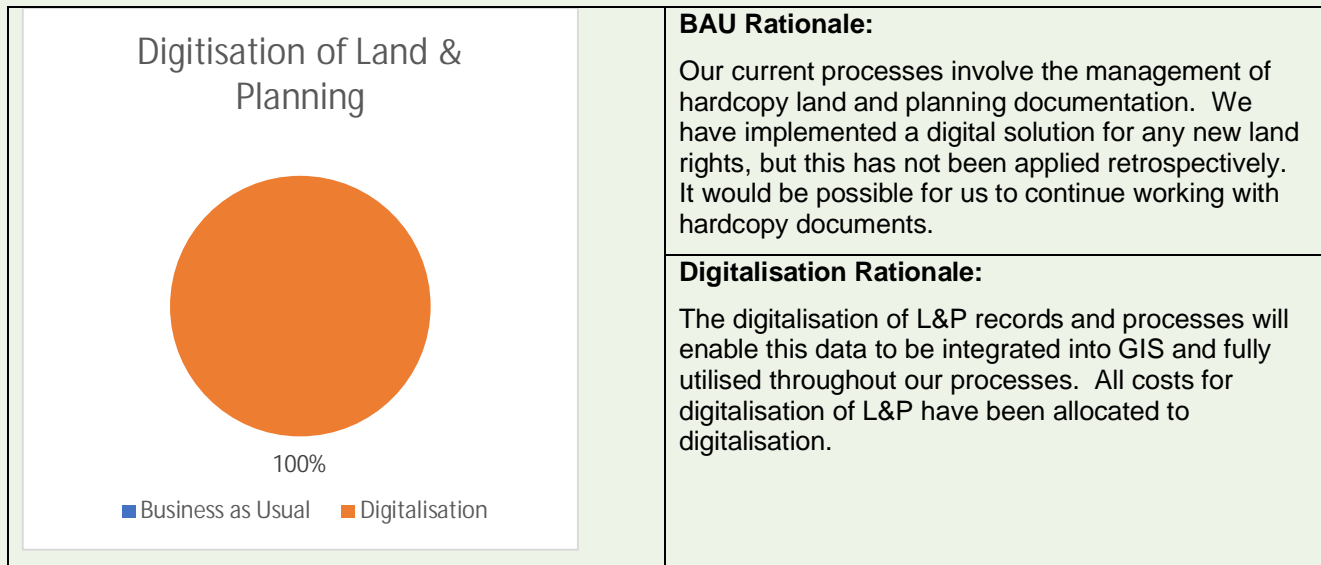 Digitisation of Land &
Planning
100%
Business as Usual Digitalisation
BAU Rationale:
Our current processes involve the management of
hardcopy land and planning documentation. We
have implemented a digital solution for any new land
rights, but this has not been applied retrospectively.
It would be possible for us to continue working with
hardcopy documents.
Digitalisation Rationale:
The digitalisation of L&P records and processes will
enable this data to be integrated into GIS and fully
utilised throughout our processes. All costs for
digitalisation of L&P have been allocated to
digitalisation.